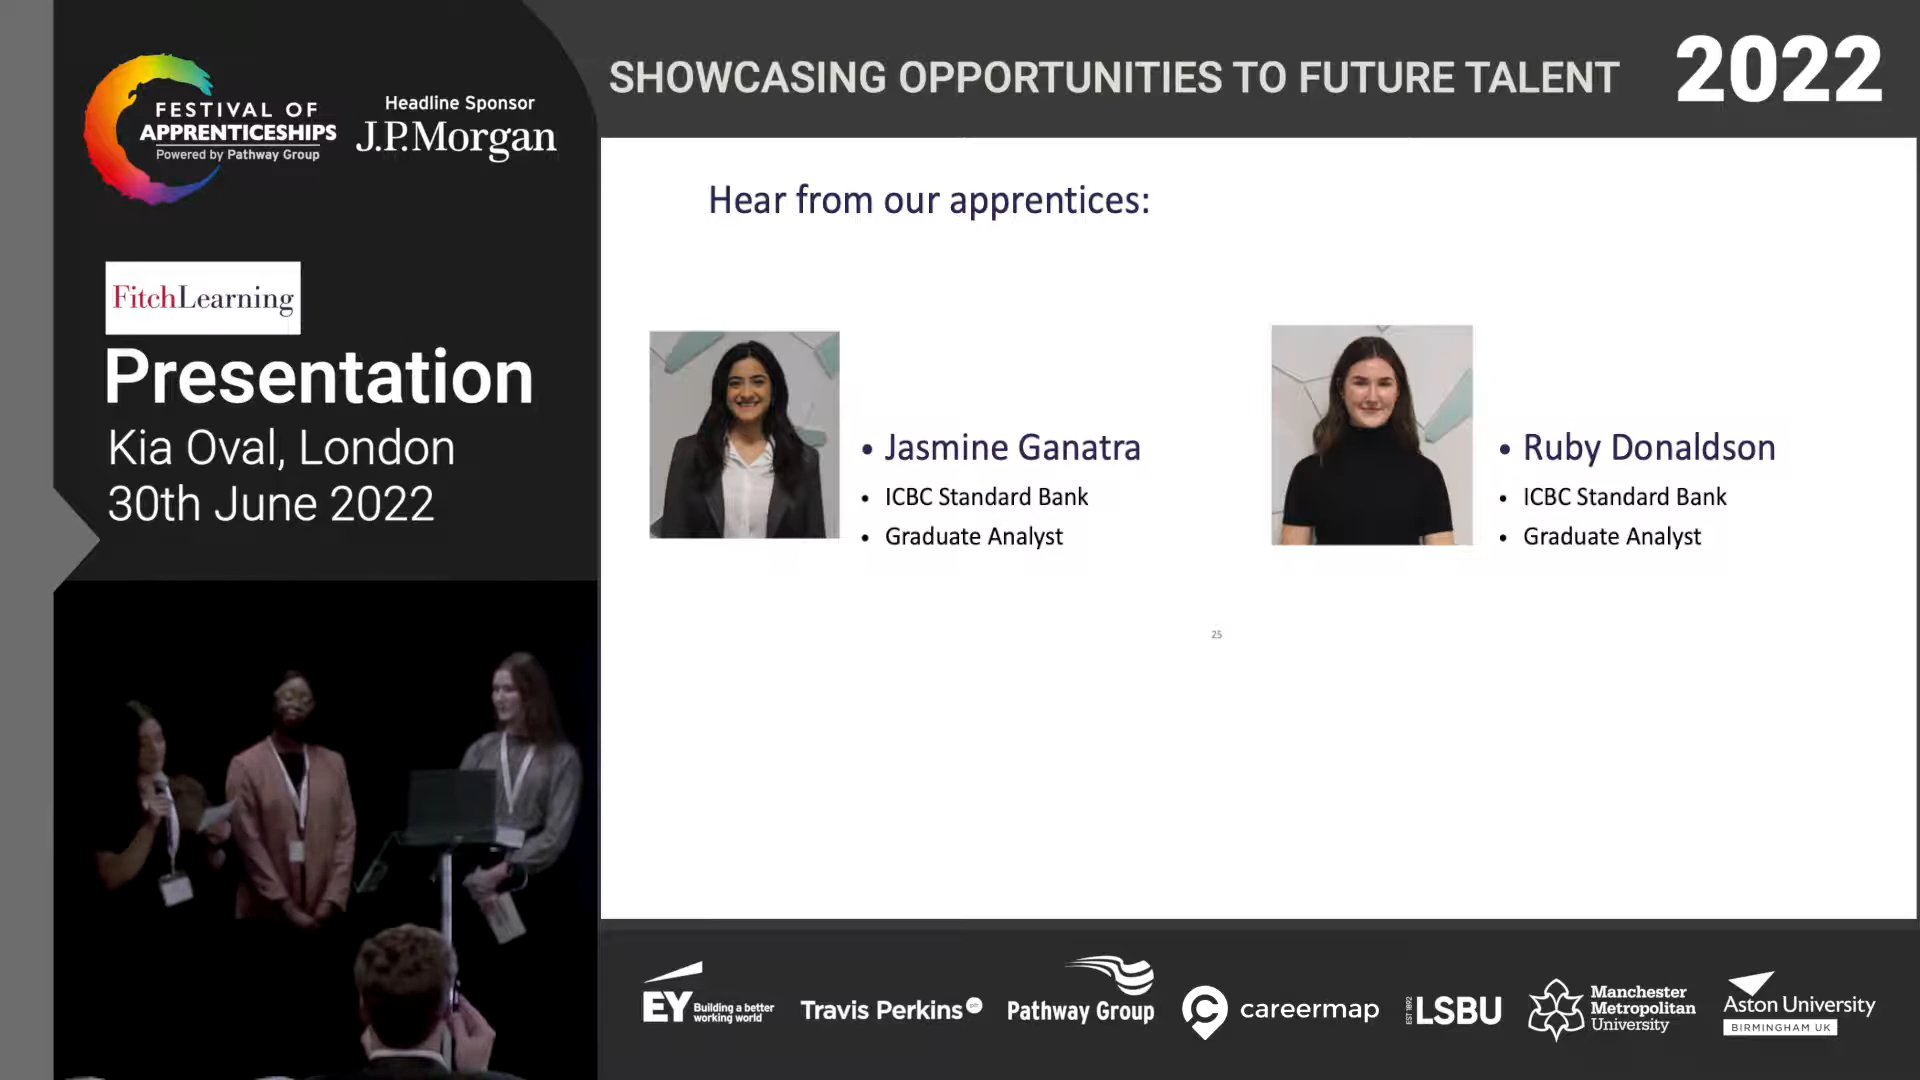 FESTIVAL OF
APPRENTICESHIPS
Powered by Pathway Group
Headline Sponsor
J.P.Morgan
SHOWCASING OPPORTUNITIES TO FUTURE TALENT
2022
FitchLearning
Presentation
Kia Oval, London
30th June 2022
Hear from our apprentices:
• Jasmine Ganatra
• ICBC Standard Bank
• Graduate Analyst
• Ruby Donaldson
• ICBC Standard Bank
• Graduate Analyst
25
EY
Building a better
working world
Travis Perkins
Pathway Group
careermap
EST 1892
LSBU
Manchester
Metropolitan
University
Aston University
BIRMINGHAM UK